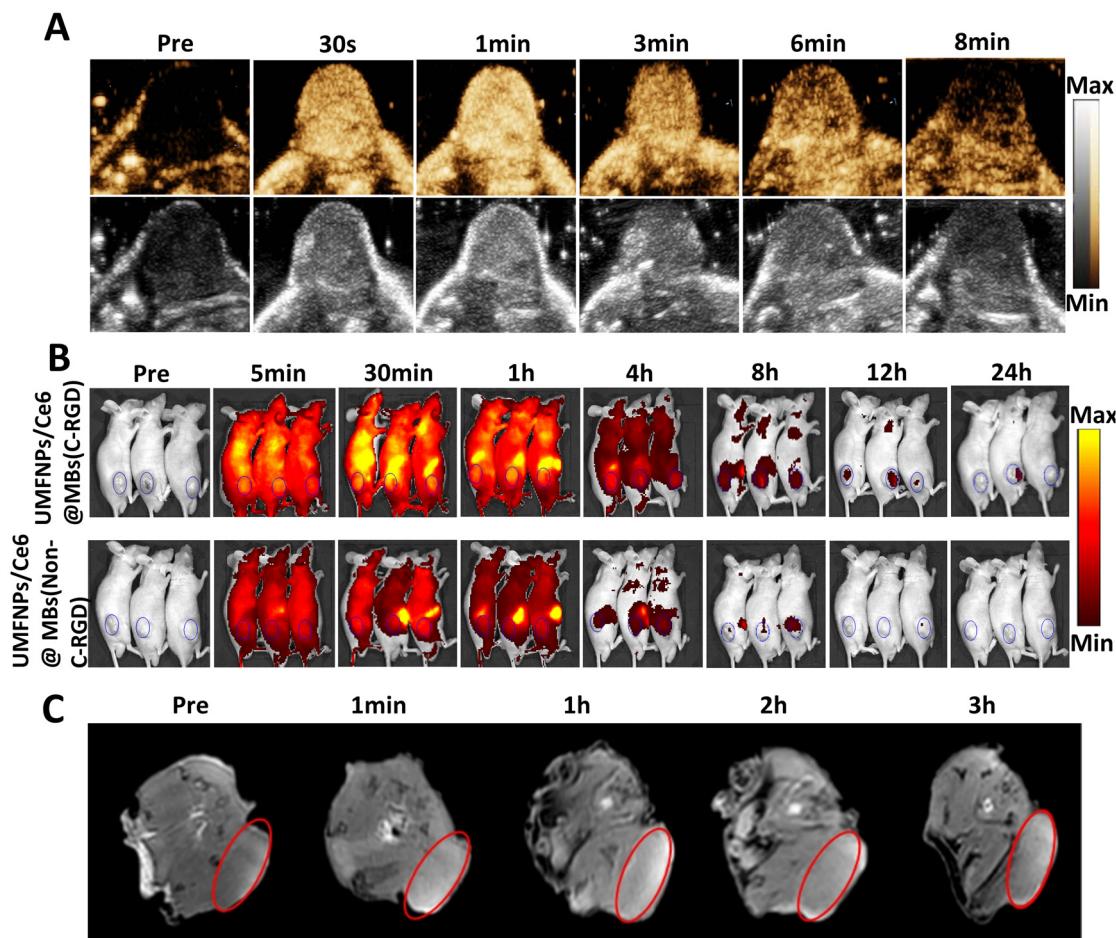 A
Pre 30s 1min 3min 6min 8min
Max
Min
B
Pre 5min 30min 1h 4h 8h 12h 24h
UMFNPs/Ce6
@MBs(C-RGD)
UMFNPs/Ce6
@ MBs(Non-
C-RGD)
Max
Min
C
Pre 1min 1h 2h 3h